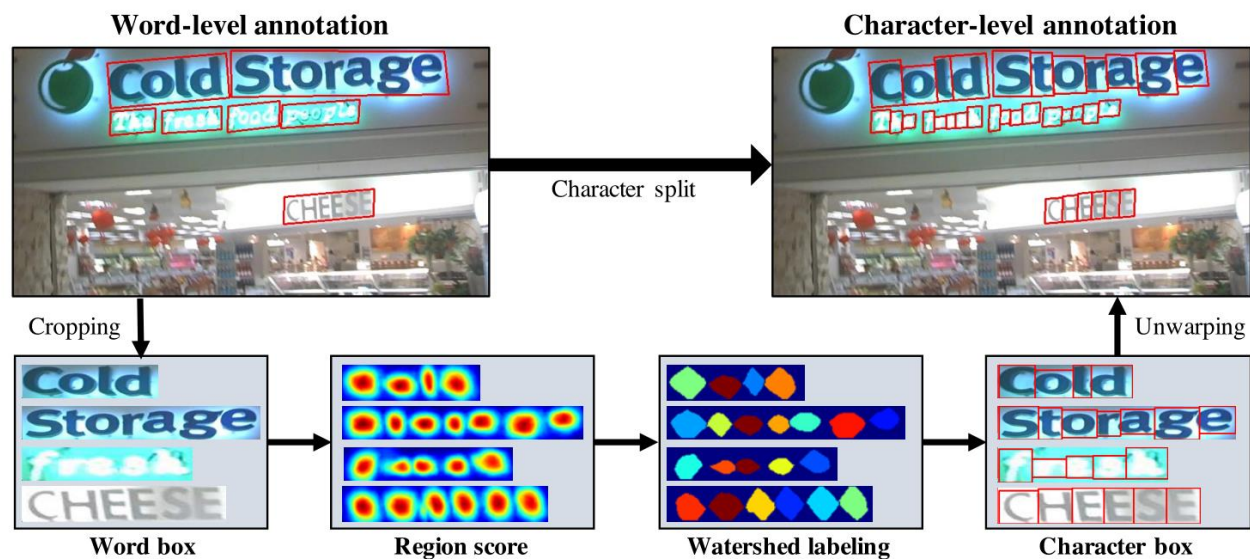 Word-level annotation
Character-level annotation
Cold Storage
The fresh food people
CHEESE
Character split
Cold Storage
The fresh food people
CHEESE
Cropping
Unwarping
Cold
Storage
fresh
CHEESE
Cold
Storage
fresh
CHEESE
Word box
Region score
Watershed labeling
Character box